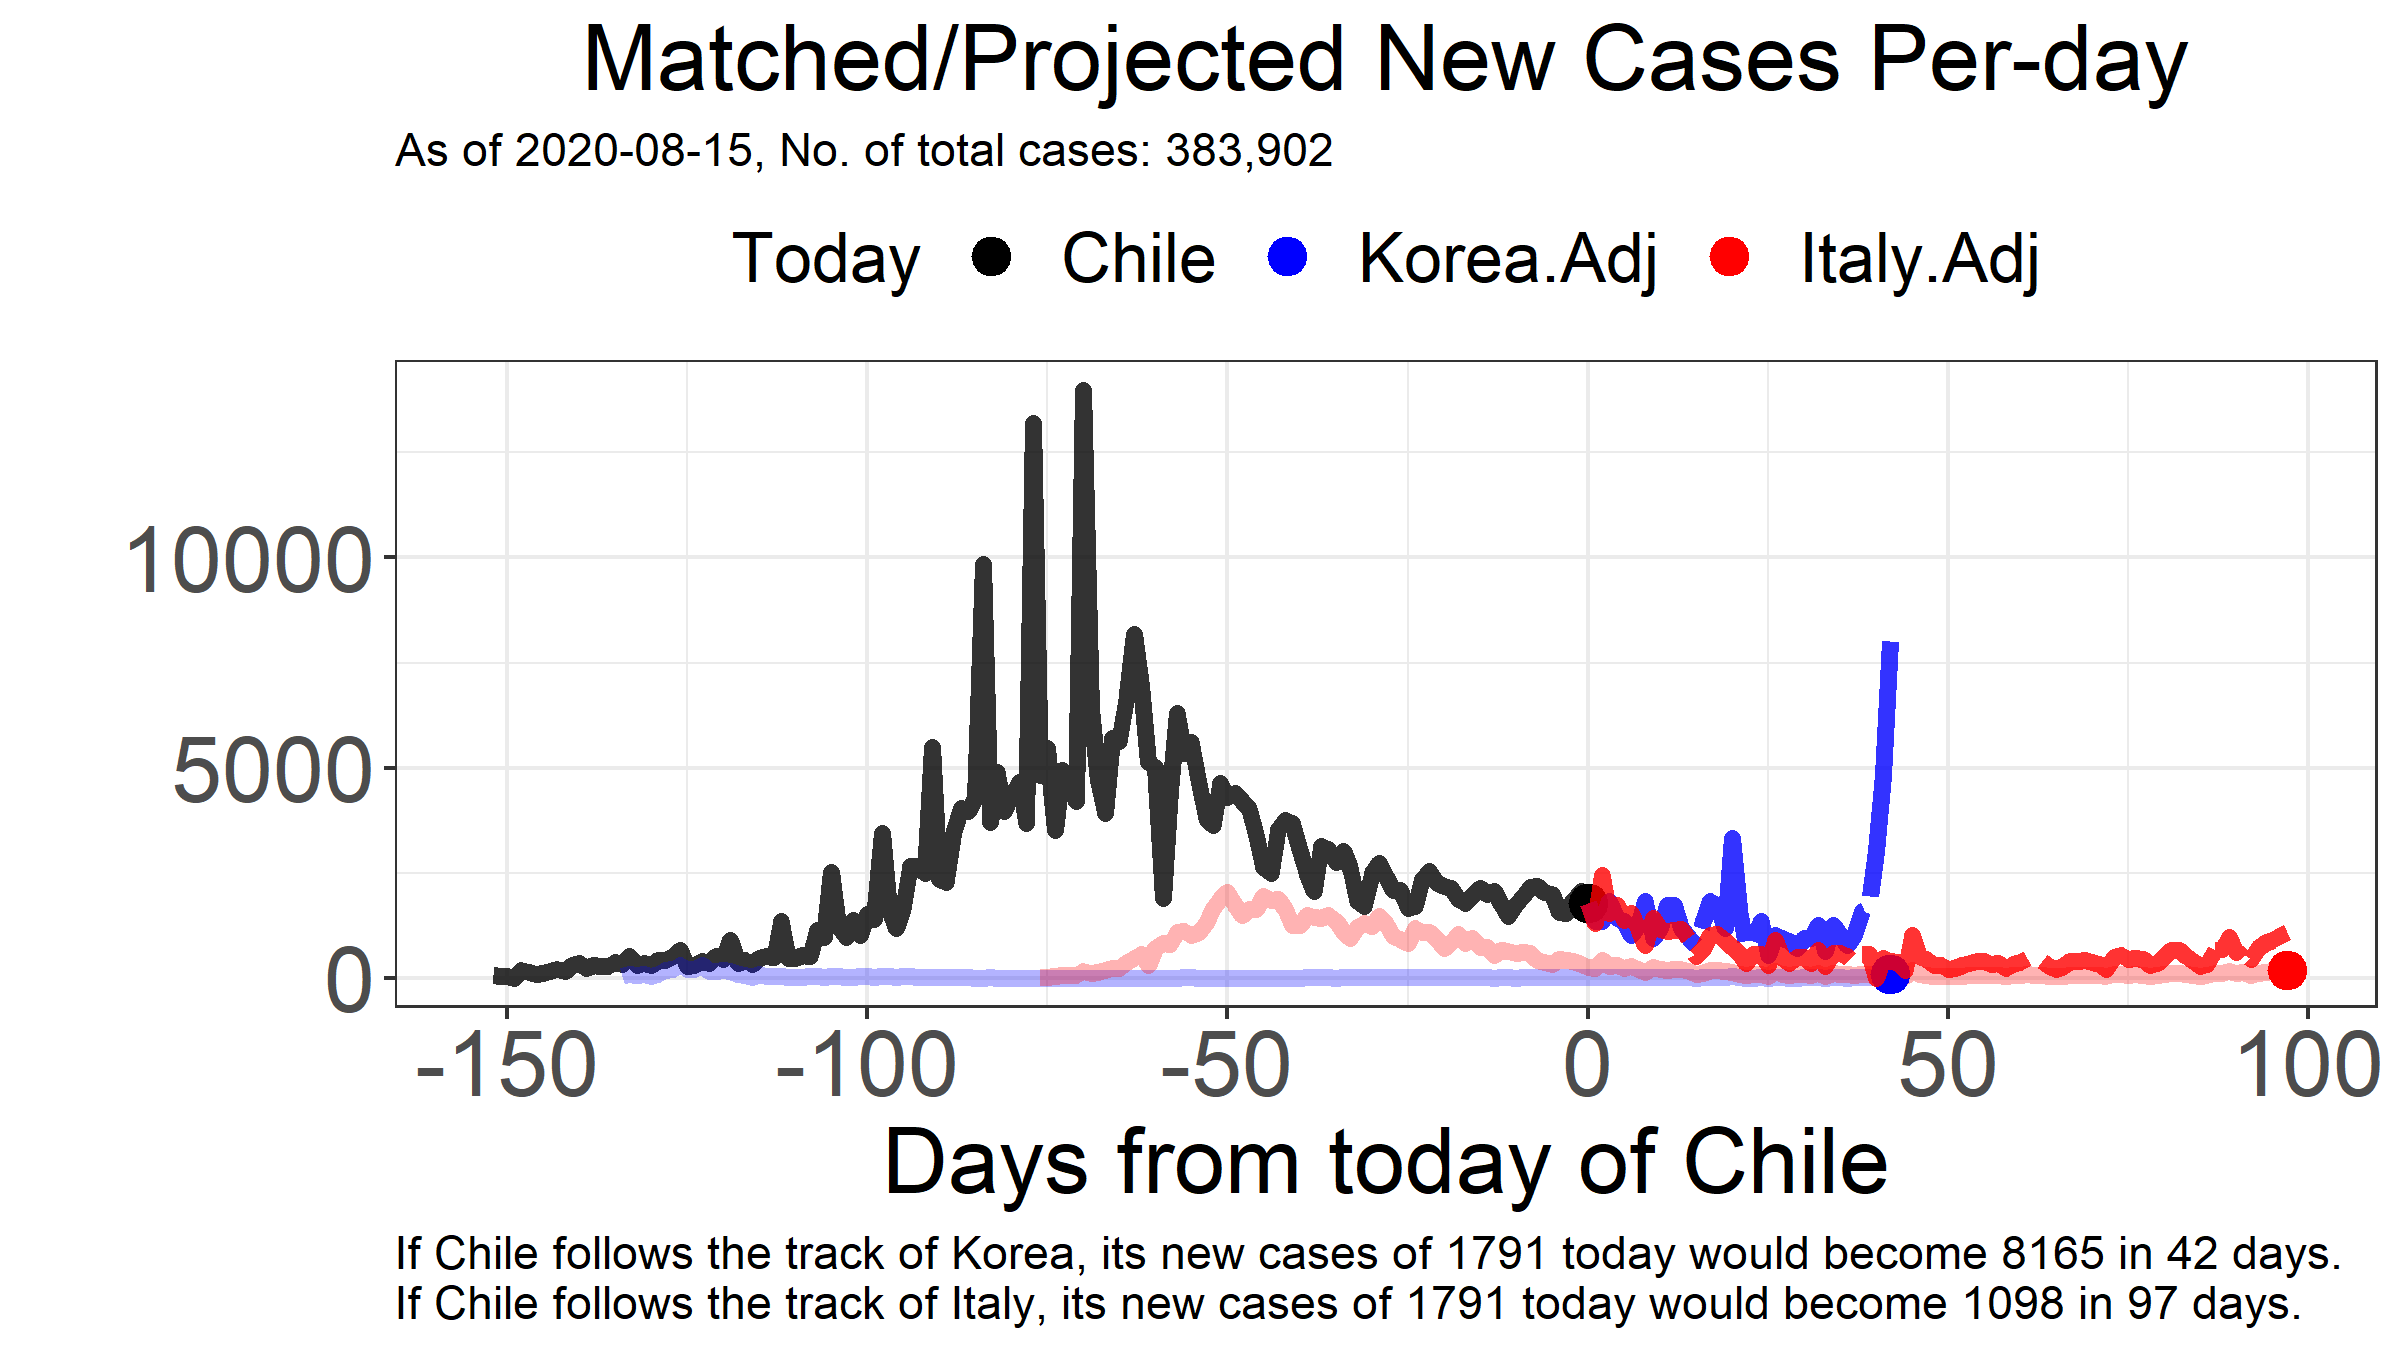 Matched/Projected New Cases Per-day
As of 2020-08-15, No. of total cases: 383,902
Today Chile Korea.Adj Italy.Adj
10000
5000
0
-150 -100 -50 0 50 100
Days from today of Chile
If Chile follows the track of Korea, its new cases of 1791 today would become 8165 in 42 days.
If Chile follows the track of Italy, its new cases of 1791 today would become 1098 in 97 days.